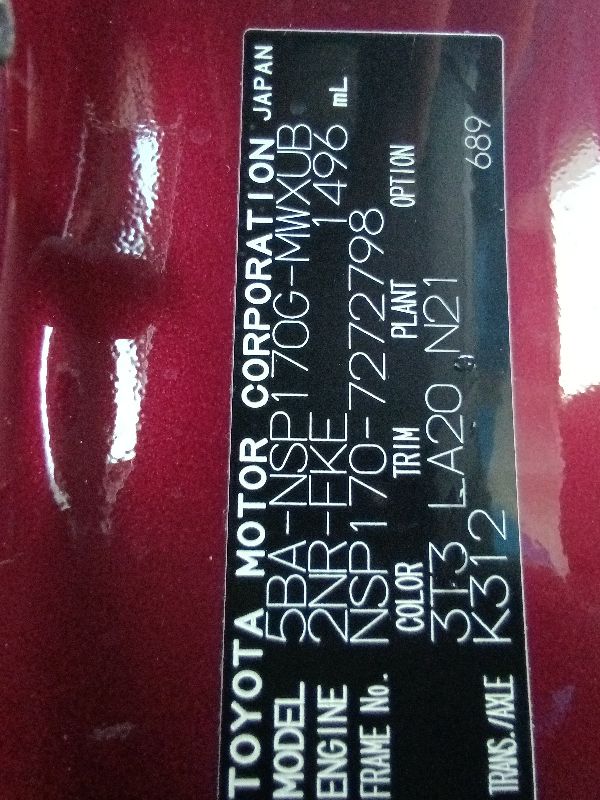 TOYOTA MOTOR CORPORATION JAPAN
MODEL 5BA-NSP170G-MWXUB
ENGINE 2NR-FKE 1496 mL
FRAME No. NSP170-7272798
COLOR TRIM PLANT OPTION
3T3 LA20 N21 689
TRANS./AXLE K312